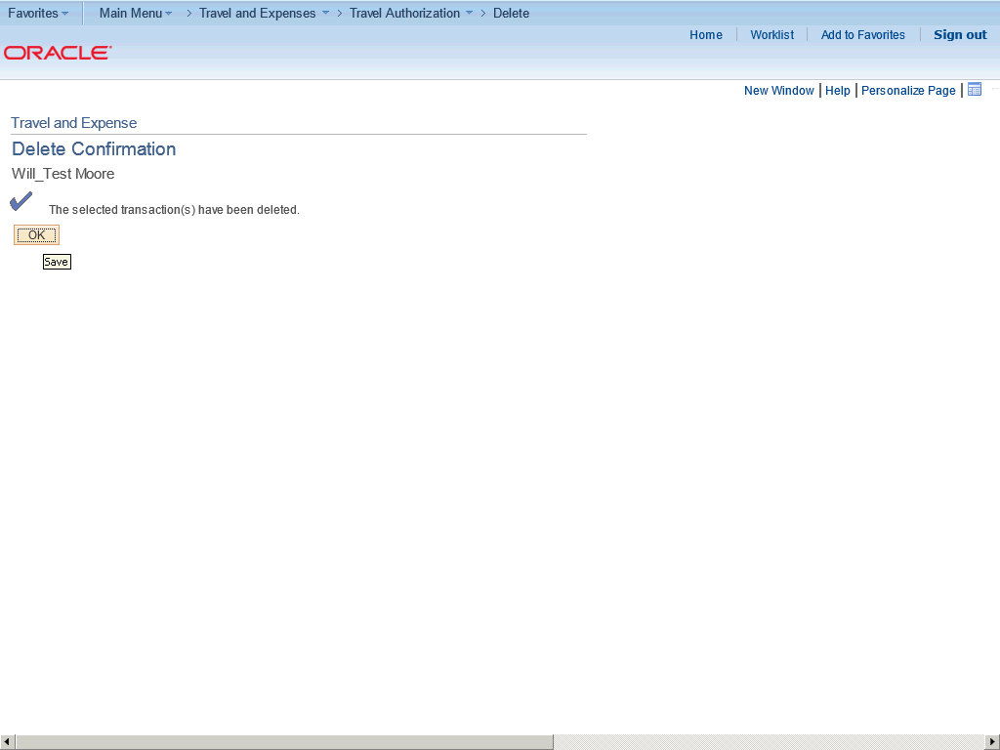 Favorites Main Menu > Travel and Expenses > Travel Authorization > Delete
Home Worklist Add to Favorites Sign out
ORACLE
New Window | Help | Personalize Page |
Travel and Expense
Delete Confirmation
Will_Test Moore
The selected transaction(s) have been deleted.
OK
Save